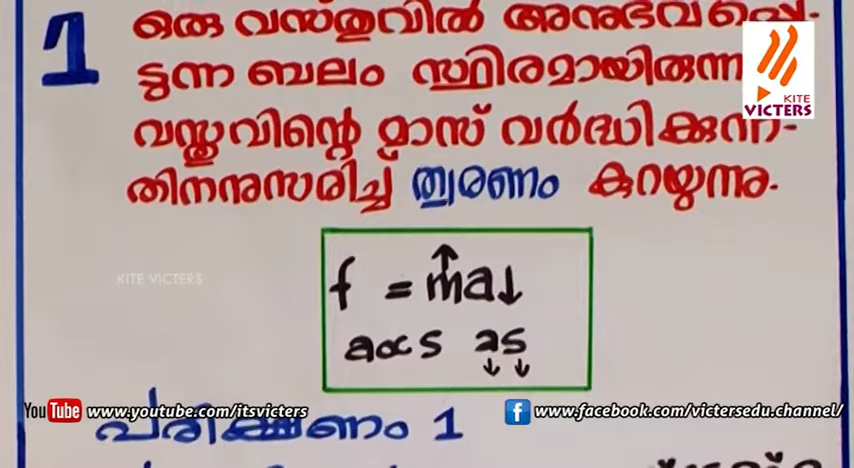 1
ഒരു വസ്തുവിൽ അനുഭവപ്പെ-
ട്ടുന്ന ബലം സ്ഥിരമായിരുന്ന
വസ്തുവിന്റെ മാസ് വർദ്ധിക്കുന്ന-
തിനനുസരിച്ച് ത്വരണം കുറയുന്നു.
KITE VICTERS
KITE VICTERS
f = ma↓
a∝s as
YouTube www.youtube.com/itsvicters
www.facebook.com/victersedu.channel/
പരീക്ഷണം 1